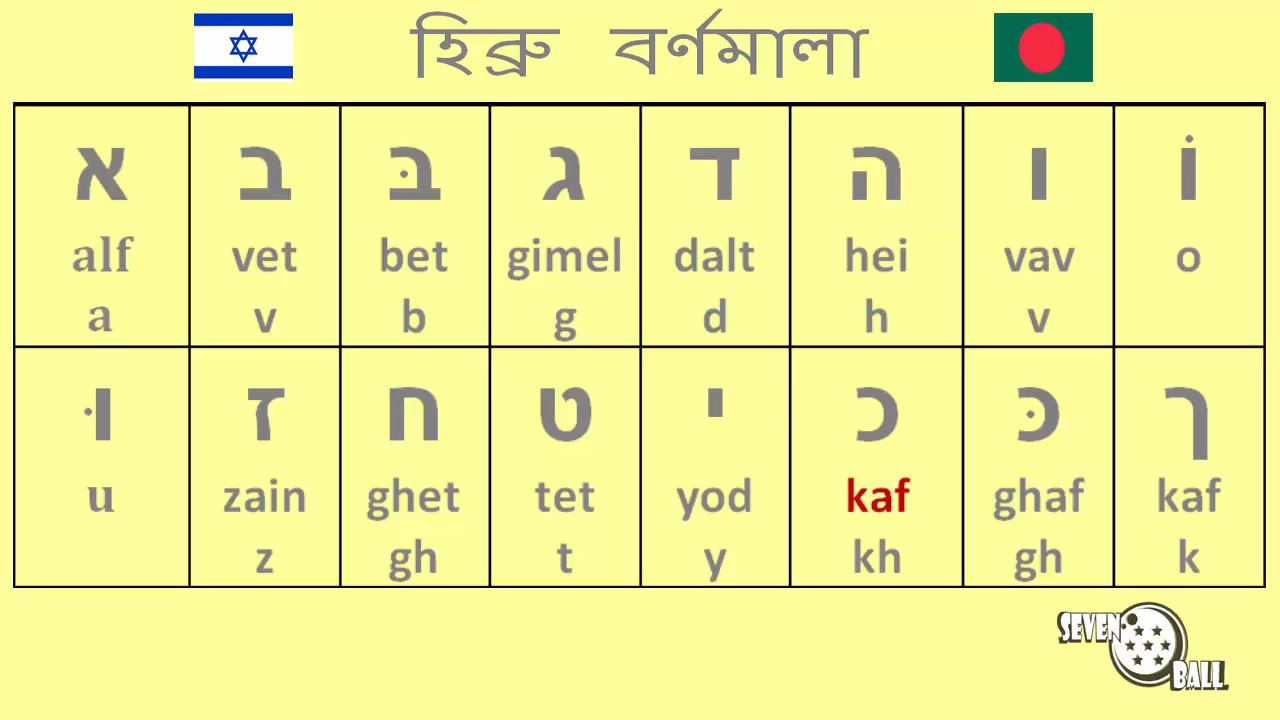 হিব্রু বর্ণমালা
א ב בּ ג ד ה ו וֹ
alf vet bet gimel dalt hei vav o
a v b g d h v
וּ ז ח ט י כ כּ ך
u zain ghet tet yod kaf ghaf kaf
z gh t y kh gh k
SEVEN
BALL